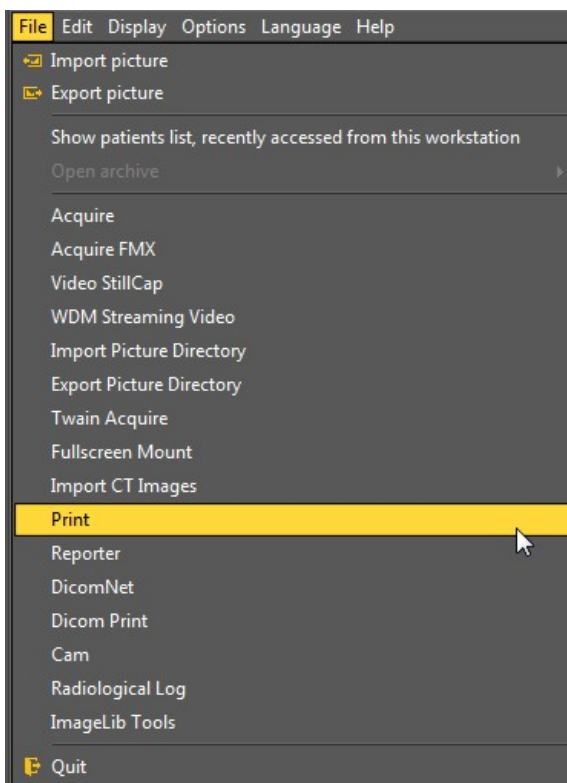 File Edit Display Options Language Help
Import picture
Export picture
Show patients list, recently accessed from this workstation
Open archive
Acquire
Acquire FMX
Video StillCap
WDM Streaming Video
Import Picture Directory
Export Picture Directory
Twain Acquire
Fullscreen Mount
Import CT Images
Print
Reporter
DicomNet
Dicom Print
Cam
Radiological Log
ImageLib Tools
Quit